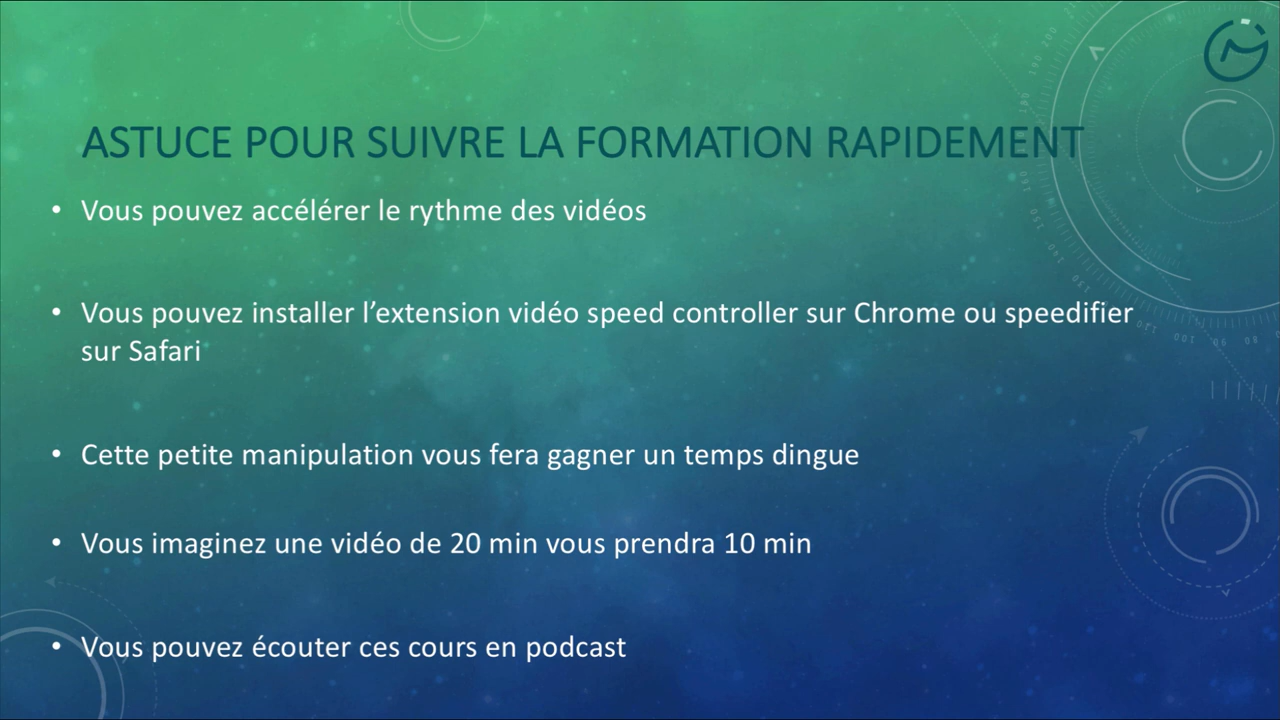 ASTUCE POUR SUIVRE LA FORMATION RAPIDEMENT
• Vous pouvez accélérer le rythme des vidéos
• Vous pouvez installer l’extension vidéo speed controller sur Chrome ou speedifier
sur Safari
• Cette petite manipulation vous fera gagner un temps dingue
• Vous imaginez une vidéo de 20 min vous prendra 10 min
• Vous pouvez écouter ces cours en podcast